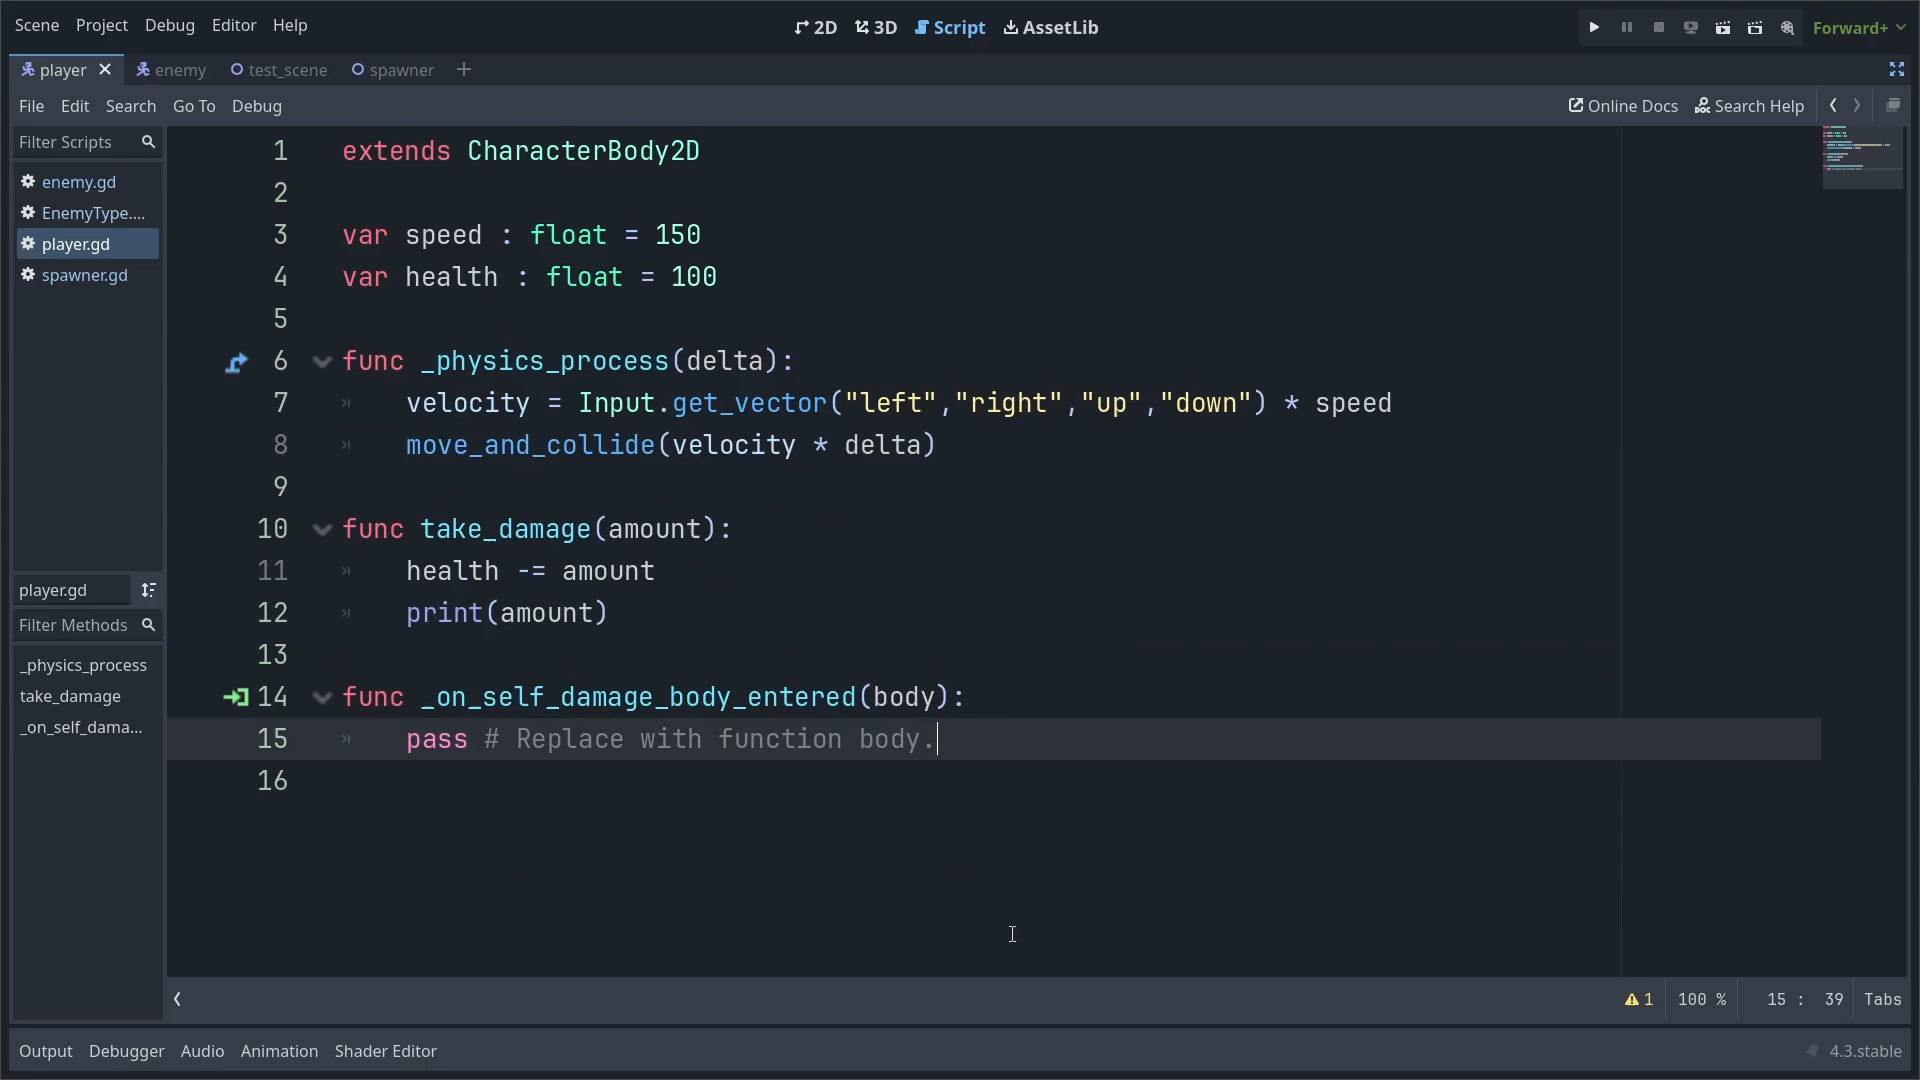 Scene Project Debug Editor Help
2D 3D Script AssetLib
Forward+
player enemy test_scene spawner
File Edit Search Go To Debug
Online Docs Search Help
Filter Scripts
enemy.gd
EnemyType....
player.gd
spawner.gd
player.gd
Filter Methods
_physics_process
take_damage
_on_self_dama...
1 extends CharacterBody2D
2
3 var speed : float = 150
4 var health : float = 100
5
6 func _physics_process(delta):
7 velocity = Input.get_vector("left","right","up","down") * speed
8 move_and_collide(velocity * delta)
9
10 func take_damage(amount):
11 health -= amount
12 print(amount)
13
14 func _on_self_damage_body_entered(body):
15 pass # Replace with function body.
16
1 100 % 15 : 39 Tabs
Output Debugger Audio Animation Shader Editor
4.3.stable